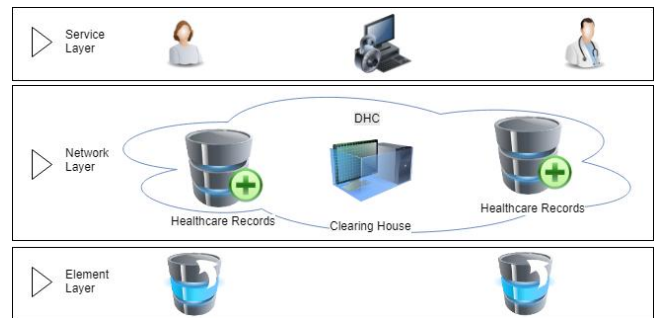 Service
Layer
DHC
Network
Layer
Healthcare Records
Clearing House
Healthcare Records
Element
Layer